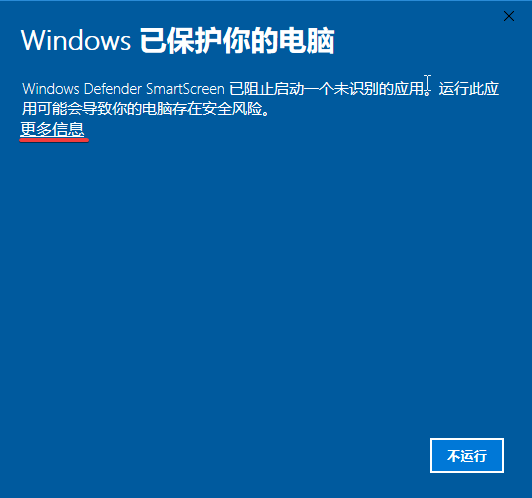 Windows 已保护你的电脑
Windows Defender SmartScreen 已阻止启动一个未识别的应用。运行此应
用可能会导致你的电脑存在安全风险。
更多信息
不运行